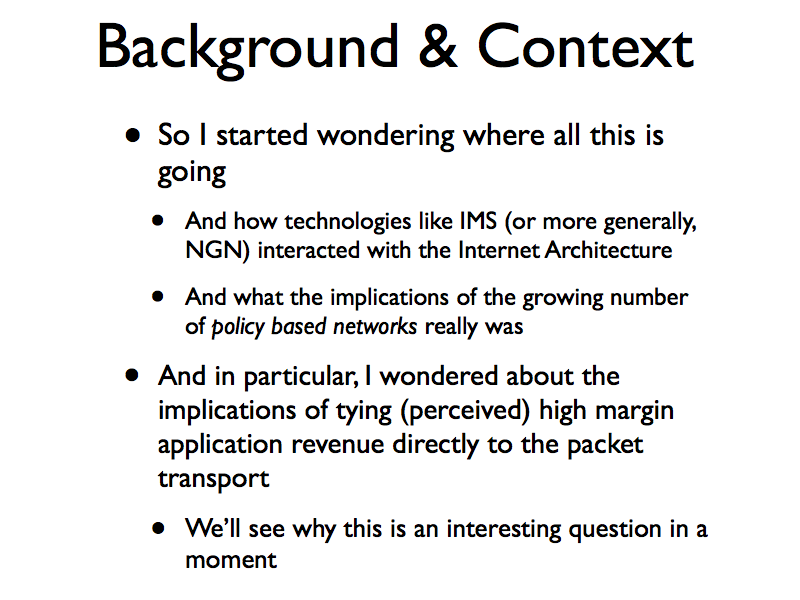 Background & Context
• So I started wondering where all this is
going
• And how technologies like IMS (or more generally,
NGN) interacted with the Internet Architecture
• And what the implications of the growing number
of policy based networks really was
• And in particular, I wondered about the
implications of tying (perceived) high margin
application revenue directly to the packet
transport
• We'll see why this is an interesting question in a
moment